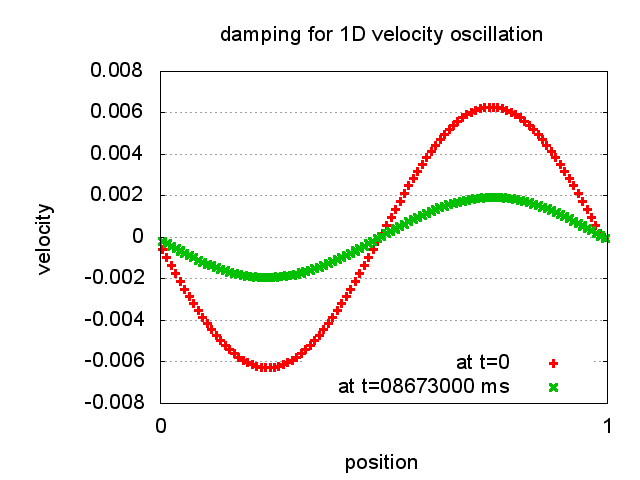 damping for 1D velocity oscillation
0.008
0.006
0.004
0.002
0
-0.002
-0.004
-0.006
-0.008
velocity
at t=0
at t=08673000 ms
0 1
position